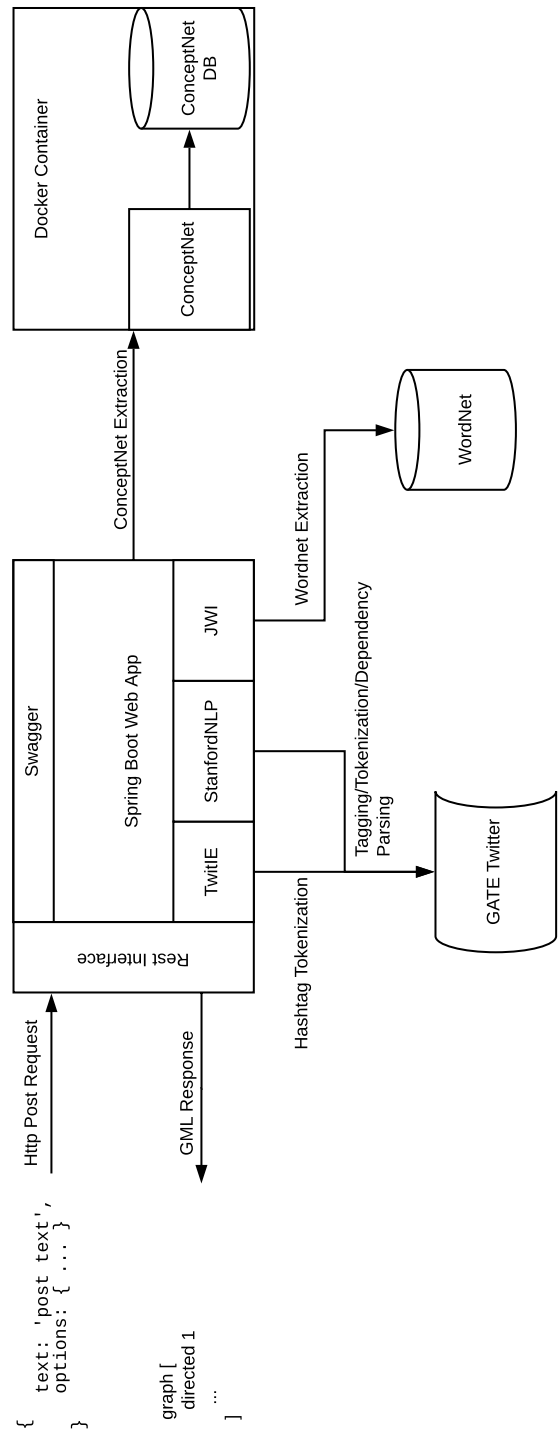 {
text: 'post text',
options: { ... }
}
Http Post Request
graph [
directed 1
...
]
GML Response
Rest Interface
Swagger
Spring Boot Web App
TwitIE
StanfordNLP
JWI
ConceptNet Extraction
Docker Container
ConceptNet
ConceptNet
DB
Wordnet Extraction
WordNet
Tagging/Tokenization/Dependency
Parsing
Hashtag Tokenization
GATE Twitter